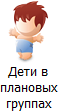 Дети в
плановых
группах